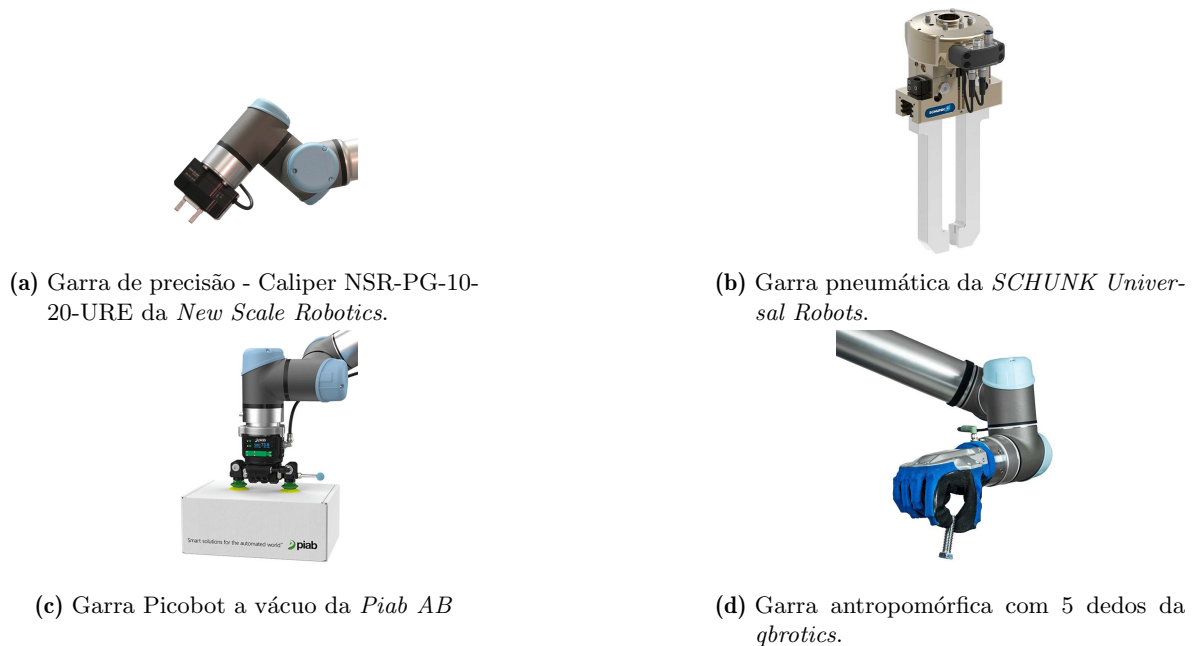 SCHUNK
(a) Garra de precisão - Caliper NSR-PG-10-
20-URE da New Scale Robotics.
(b) Garra pneumática da SCHUNK Univer-
sal Robots.
piab
Smart solutions for the automated world™ piab
(c) Garra Picobot a vácuo da Piab AB
(d) Garra antropomórfica com 5 dedos da
qbrotics.